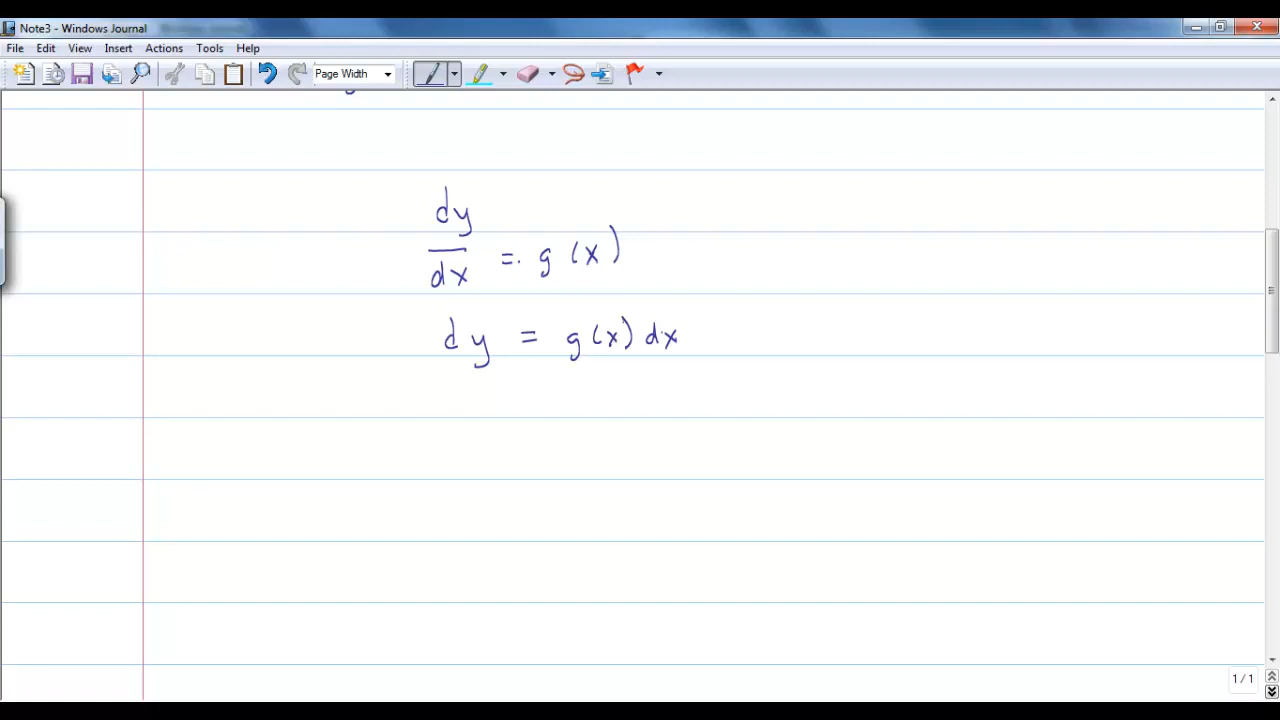 Note3 - Windows Journal
File Edit View Insert Actions Tools Help
Page Width
dy
dx = g (x)
dy = g(x) dx
1 / 1